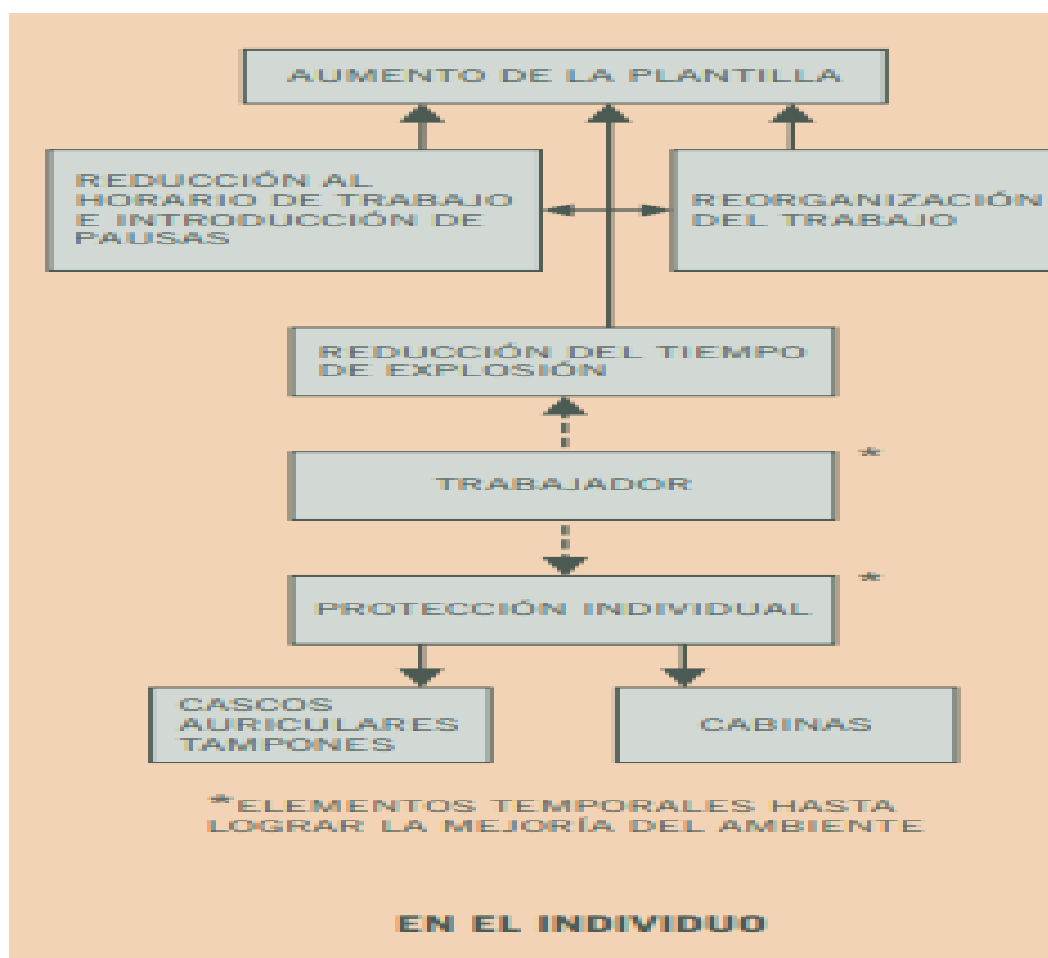 AUMENTO DE LA PLANTILLA
REDUCCIÓN AL
HORARIO DE TRABAJO
E INTRODUCCIÓN DE
PAUSAS
REORGANIZACIÓN
DEL TRABAJO
REDUCCIÓN DEL TIEMPO
DE EXPLOSIÓN
*
TRABAJADOR
*
PROTECCIÓN INDIVIDUAL
CASCOS
AURICULARES
TAMPONES
CABINAS
*ELEMENTOS TEMPORALES HASTA
LOGRAR LA MEJORÍA DEL AMBIENTE
EN EL INDIVIDUO